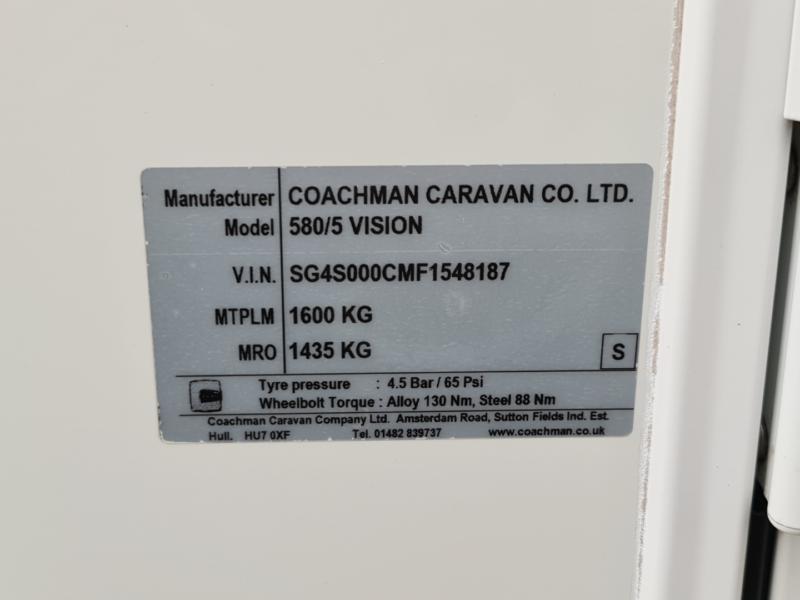 Manufacturer COACHMAN CARAVAN CO. LTD.
Model 580/5 VISION
V.I.N. SG4S000CMF1548187
MTPLM 1600 KG
MRO 1435 KG S
Tyre pressure : 4.5 Bar / 65 Psi
Wheelbolt Torque : Alloy 130 Nm, Steel 88 Nm
Coachman Caravan Company Ltd. Amsterdam Road, Sutton Fields Ind. Est.
Hull. HU7 0XF Tel. 01482 839737 www.coachman.co.uk